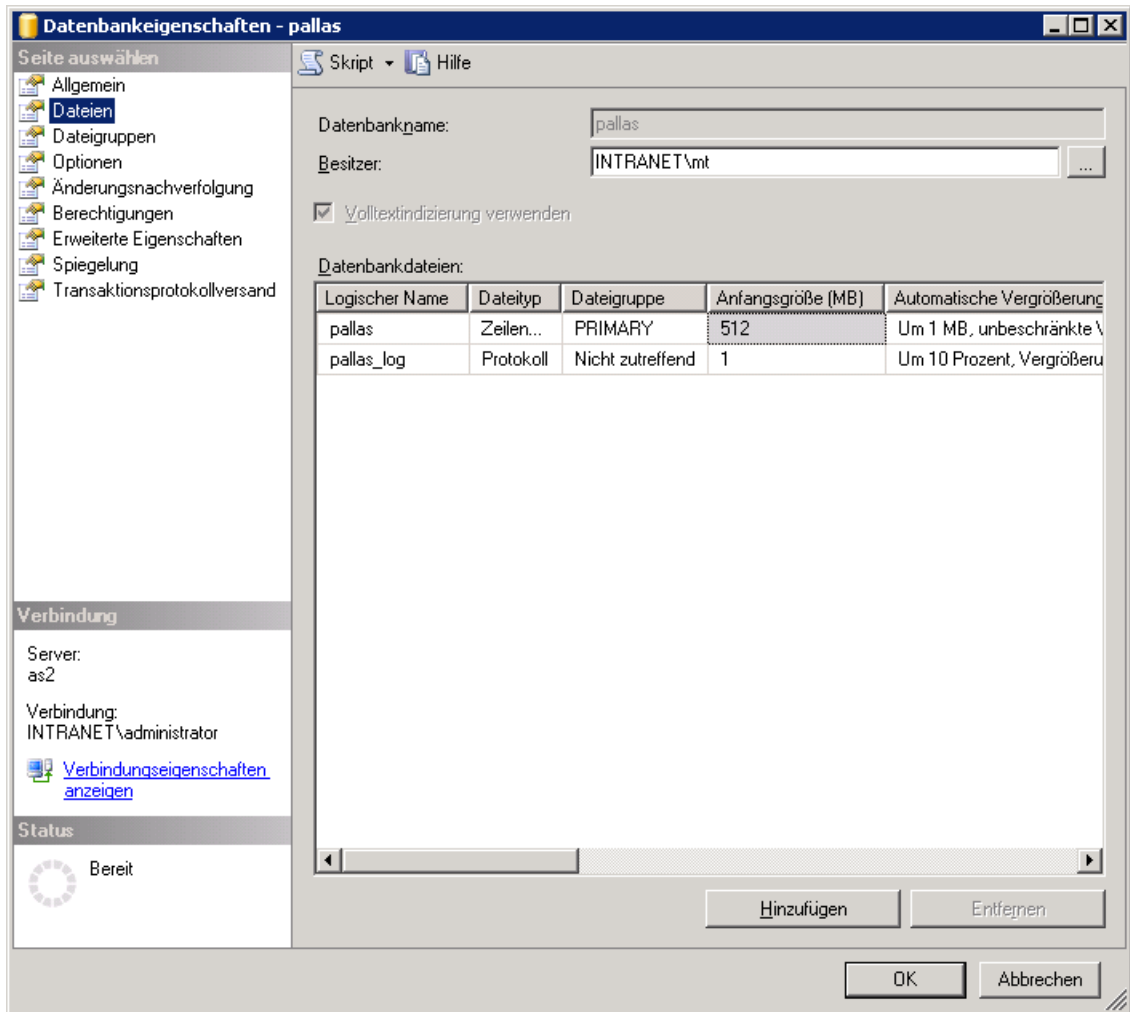 Datenbankeigenschaften - pallas
Seite auswählen
Allgemein
Dateien
Dateigruppen
Optionen
Änderungsnachverfolgung
Berechtigungen
Erweiterte Eigenschaften
Spiegelung
Transaktionsprotokollversand
Verbindung
Server:
as2
Verbindung:
INTRANET\administrator
Verbindungseigenschaften
anzeigen
Status
Bereit
Skript Hilfe
Datenbankname: pallas
Besitzer: INTRANET\mt ...
Volltextindizierung verwenden
Datenbankdateien:
Logischer Name Dateityp Dateigruppe Anfangsgröße (MB) Automatische Vergrößerung
pallas Zeilen... PRIMARY 512 Um 1 MB, unbeschränkte
pallas_log Protokoll Nicht zutreffend 1 Um 10 Prozent, Vergrößeru
Hinzufügen Entfernen
OK Abbrechen